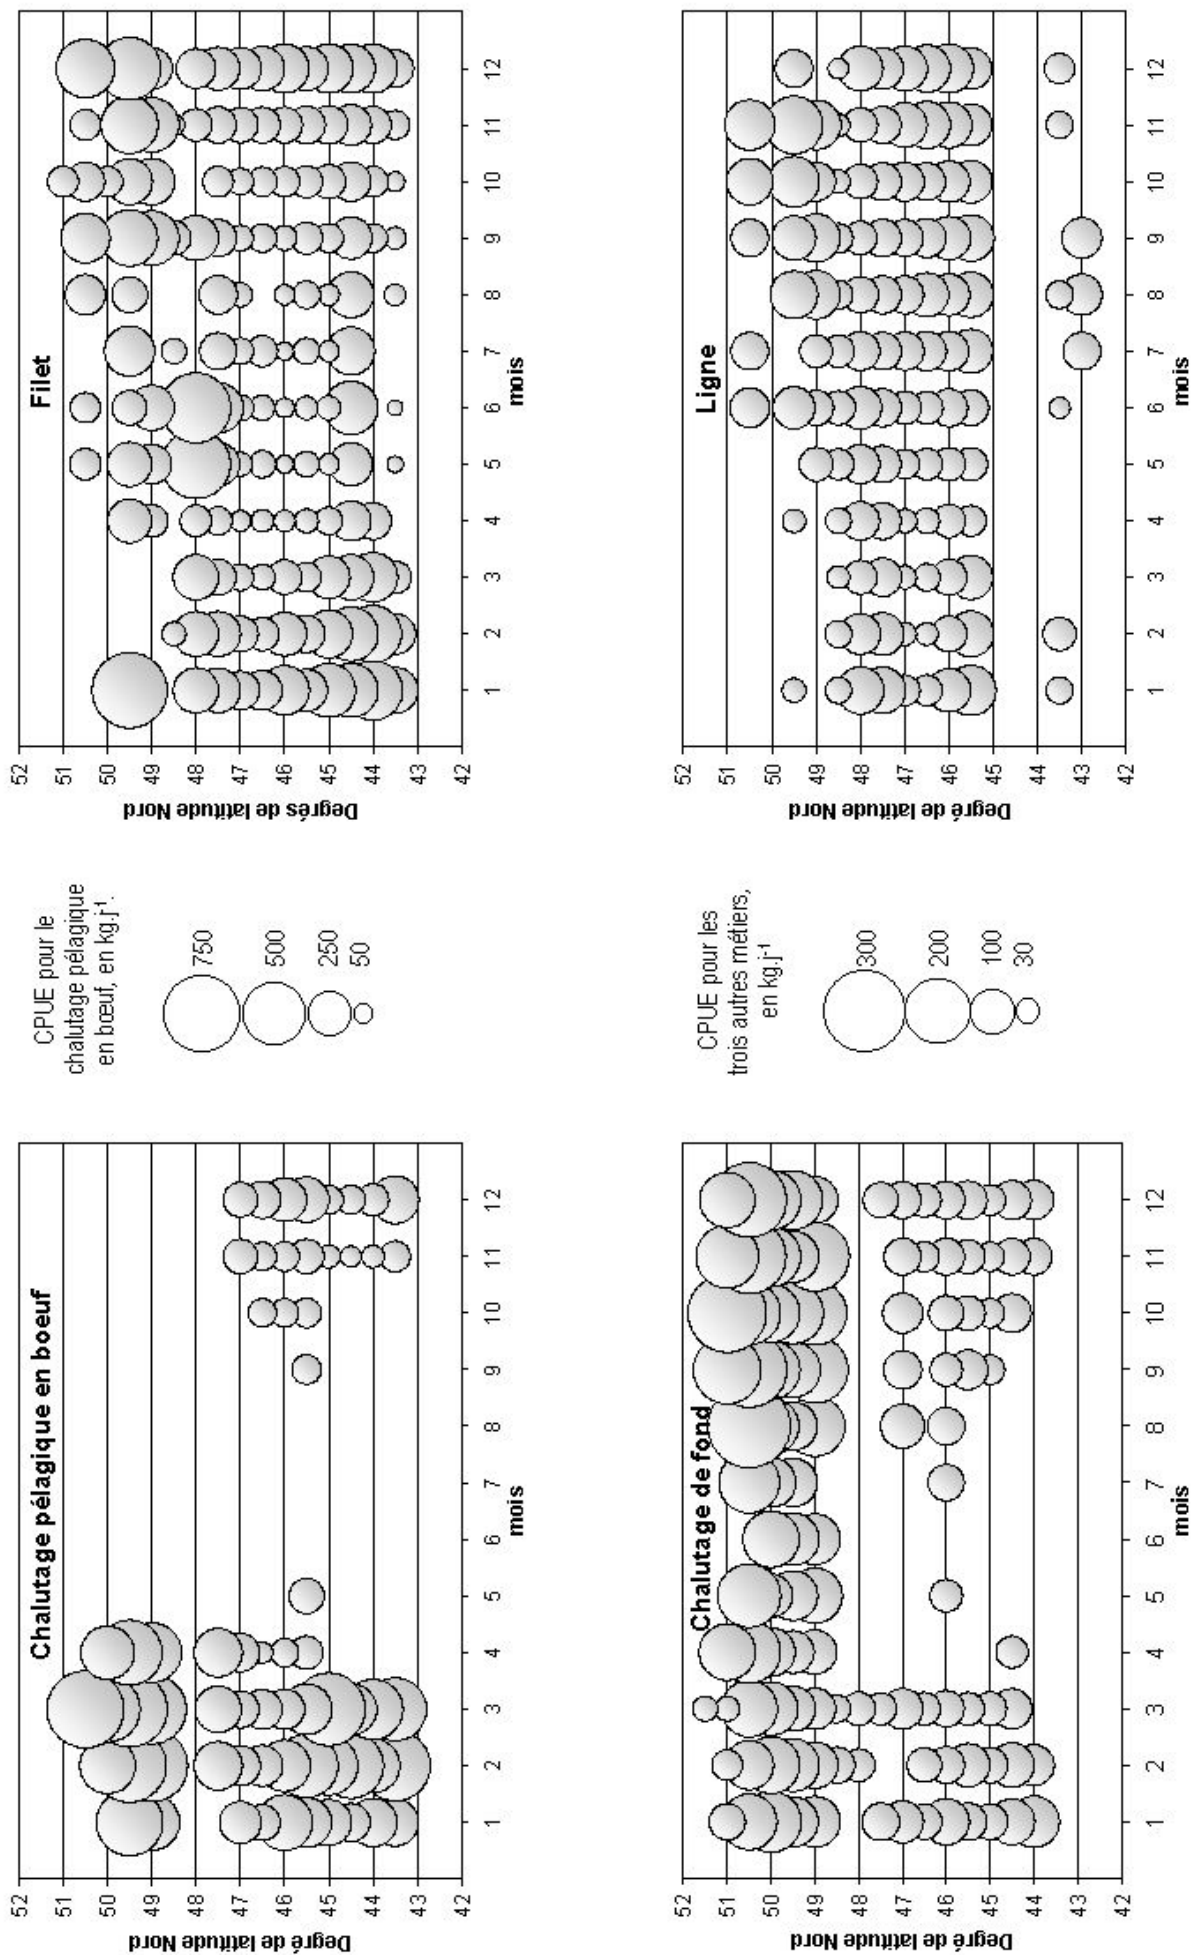 Chalutage pélagique en boeuf
Degré de latitude Nord
52
51
50
49
48
47
46
45
44
43
42
1 2 3 4 5 6 7 8 9 10 11 12
mois
CPUE pour le
chalutage pélagique
en bœuf, en kg.j-1.
750
500
250
50
Filet
Degrés de latitude Nord
52
51
50
49
48
47
46
45
44
43
42
1 2 3 4 5 6 7 8 9 10 11 12
mois
Chalutage de fond
Degré de latitude Nord
52
51
50
49
48
47
46
45
44
43
42
1 2 3 4 5 6 7 8 9 10 11 12
mois
CPUE pour les
trois autres métiers,
en kg.j-1
300
200
100
30
Ligne
Degré de latitude Nord
52
51
50
49
48
47
46
45
44
43
42
1 2 3 4 5 6 7 8 9 10 11 12
mois